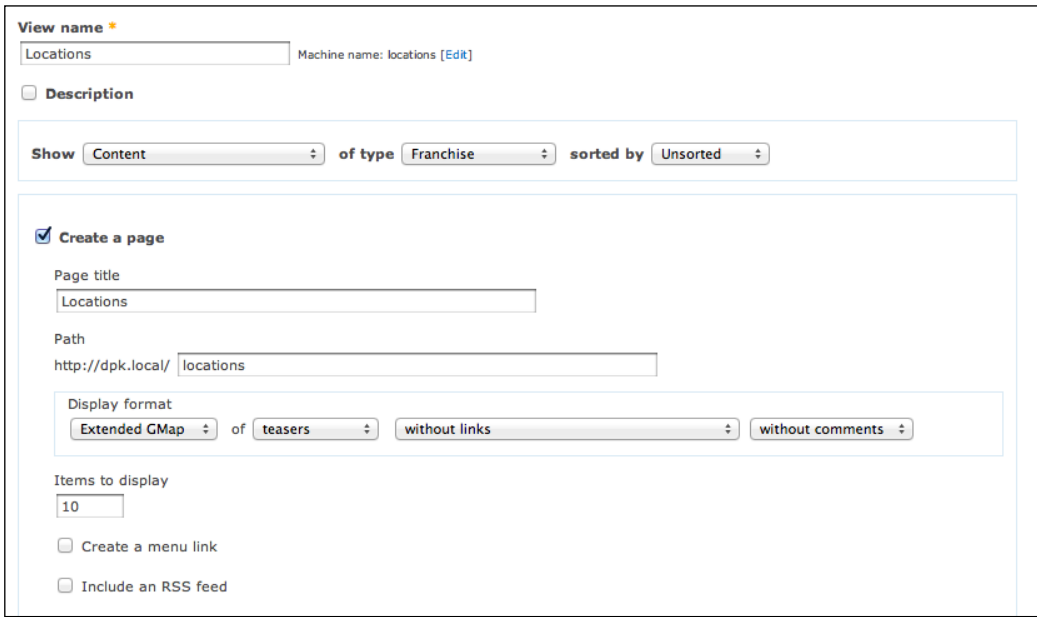 View name *
Locations Machine name: locations [Edit]
Description
Show Content of type Franchise sorted by Unsorted
Create a page
Page title
Locations
Path
http://dpk.local/ locations
Display format
Extended GMap of teasers without links without comments
Items to display
10
Create a menu link
Include an RSS feed